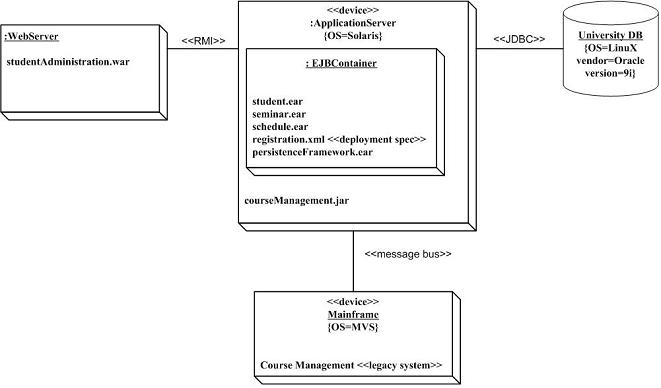 :WebServer
studentAdministration.war
<<RMI>>
<<device>>
:ApplicationServer
{OS=Solaris}
: EJBContainer
student.ear
seminar.ear
schedule.ear
registration.xml <<deployment spec>>
persistenceFramework.ear
courseManagement.jar
<<JDBC>>
University DB
{OS=LinuX
vendor=Oracle
version=9i}
<<message bus>>
<<device>>
Mainframe
{OS=MVS}
Course Management <<legacy system>>